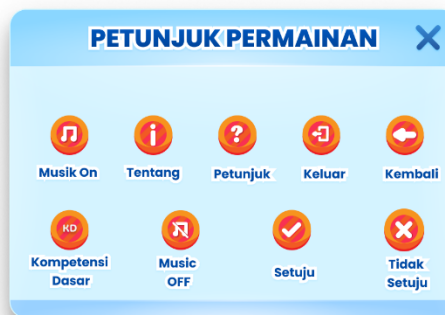 PETUNJUK PERMAINAN
Musik On
Tentang
Petunjuk
Keluar
Kembali
KD
Kompetensi
Dasar
Music
OFF
Setuju
Tidak
Setuju